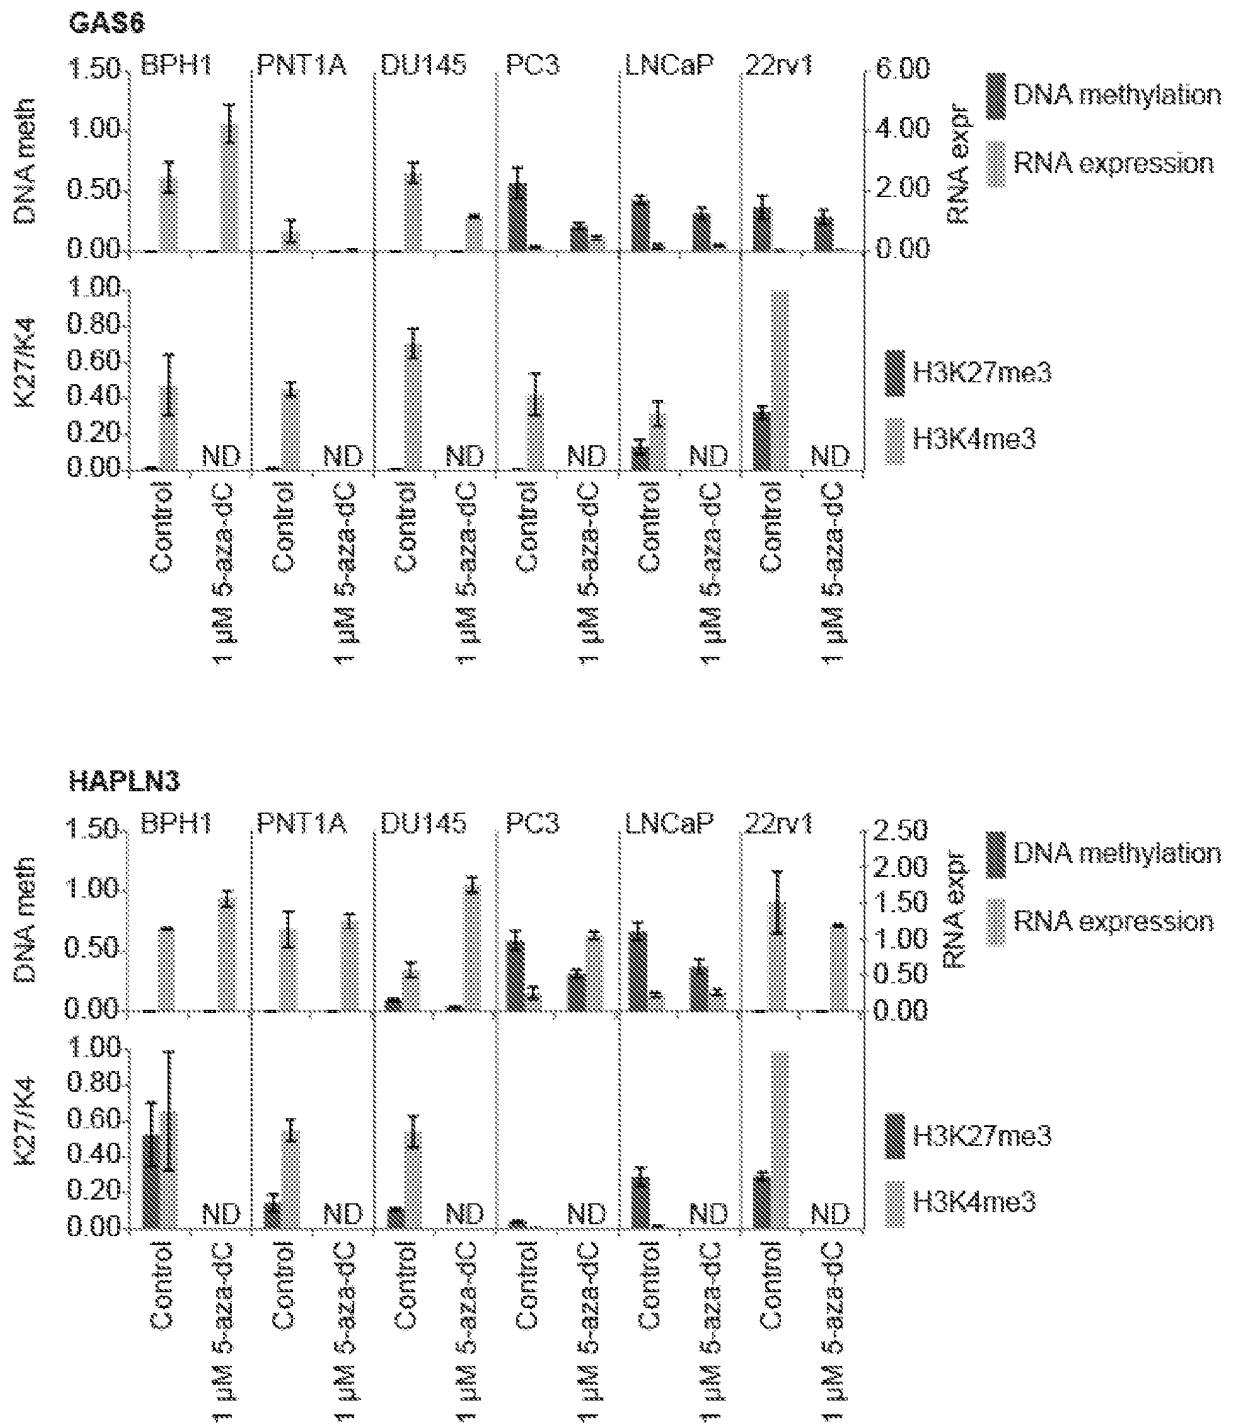 GAS6
BPH1 PNT1A DU145 PC3 LNCaP 22rv1
1.50 6.00
1.00 4.00
0.50 2.00
0.00 0.00
DNA meth
RNA expr
DNA methylation
RNA expression
1.00
0.80
0.60
0.40
0.20
0.00
K27/K4
ND ND ND ND ND ND
H3K27me3
H3K4me3
Control 1 µM 5-aza-dC Control 1 µM 5-aza-dC Control 1 µM 5-aza-dC Control 1 µM 5-aza-dC Control 1 µM 5-aza-dC Control 1 µM 5-aza-dC
HAPLN3
BPH1 PNT1A DU145 PC3 LNCaP 22rv1
1.50
1.00
0.50
0.00
DNA meth
2.50
2.00
1.50
1.00
0.50
0.00
RNA expr
DNA methylation
RNA expression
1.00
0.80
0.60
0.40
0.20
0.00
K27/K4
ND ND ND ND ND ND
H3K27me3
H3K4me3
Control 1 µM 5-aza-dC Control 1 µM 5-aza-dC Control 1 µM 5-aza-dC Control 1 µM 5-aza-dC Control 1 µM 5-aza-dC Control 1 µM 5-aza-dC